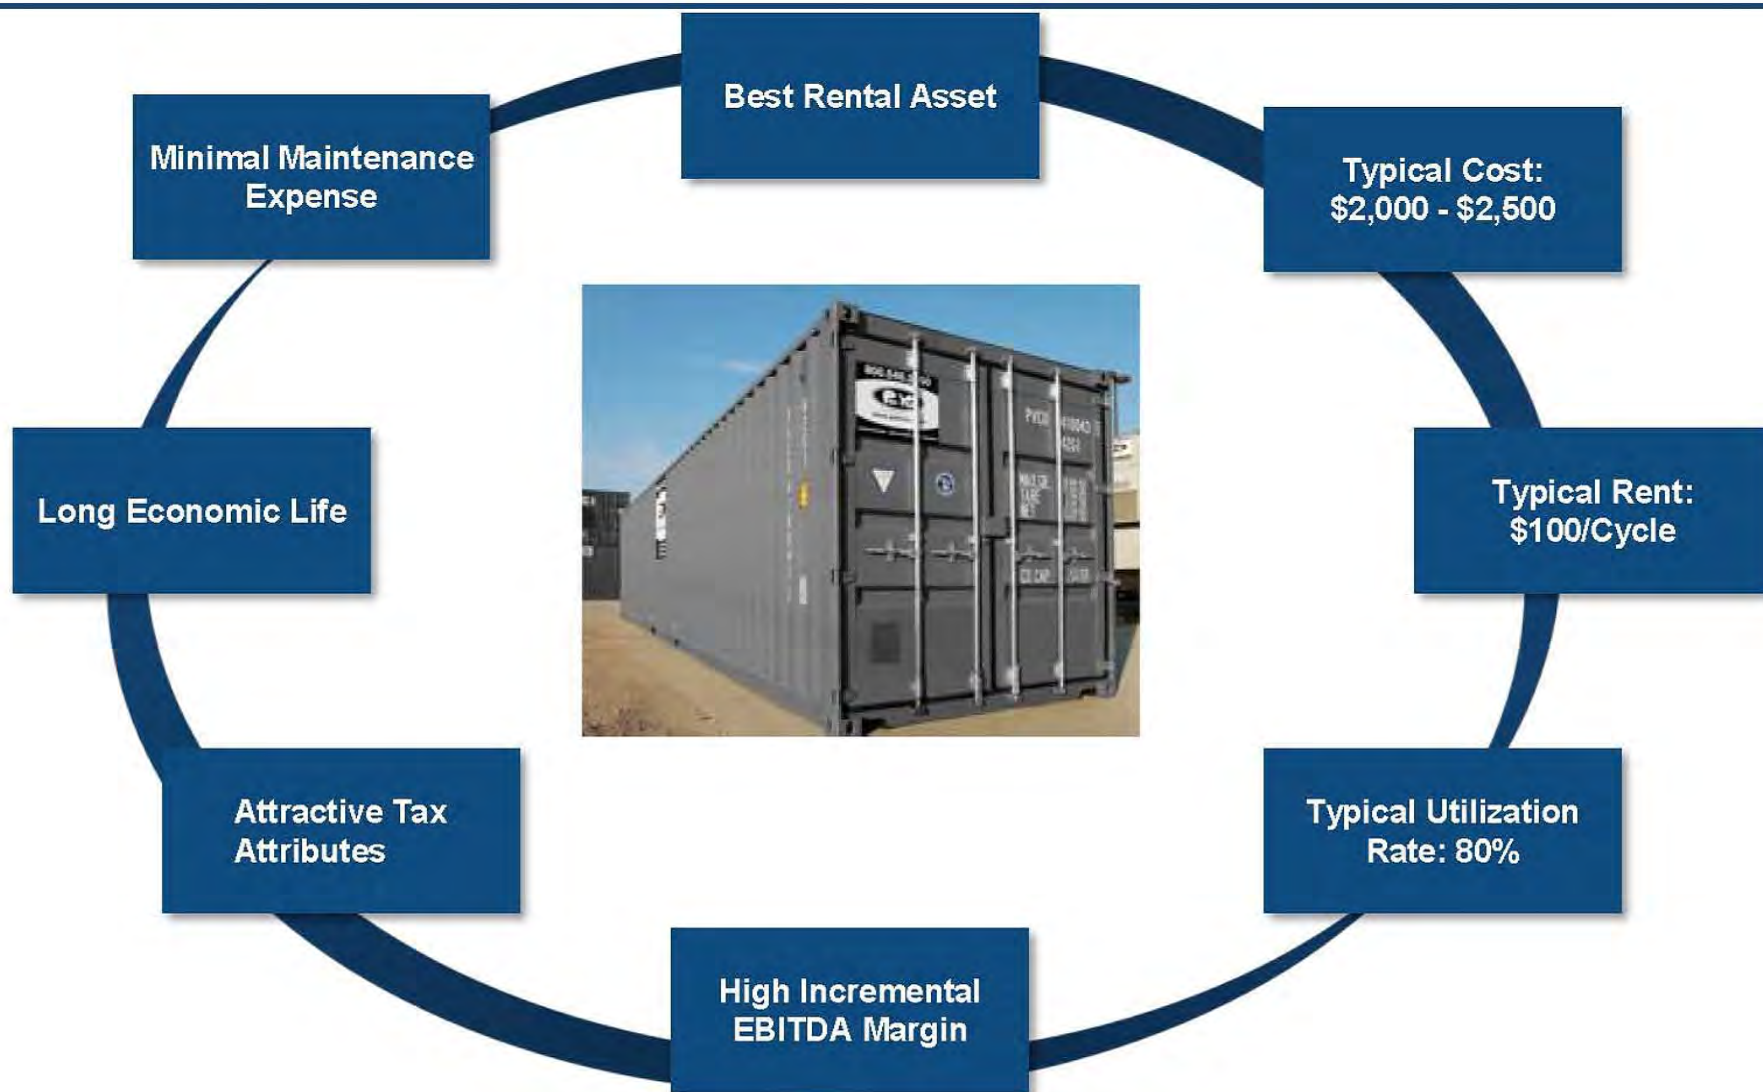 Best Rental Asset
Typical Cost:
$2,000 - $2,500
Typical Rent:
$100/Cycle
Typical Utilization
Rate: 80%
High Incremental
EBITDA Margin
Attractive Tax
Attributes
Long Economic Life
Minimal Maintenance
Expense